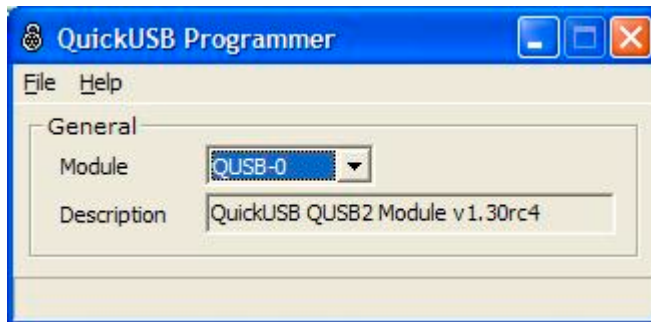 QuickUSB Programmer
File Help
General
Module QUSB-0
Description QuickUSB QUSB2 Module v1.30rc4